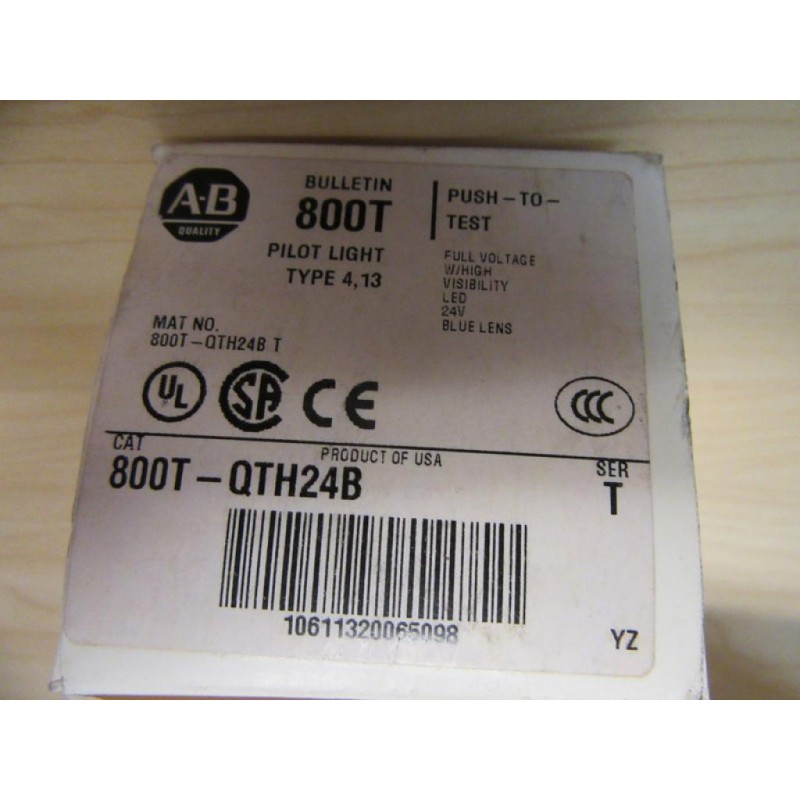 A-B
QUALITY
BULLETIN
800T
PILOT LIGHT
TYPE 4,13
PUSH-TO-
TEST
FULL VOLTAGE
W/HIGH
VISIBILITY
LED
24V
BLUE LENS
MAT NO.
800T-QTH24B T
UL
SA
CE
CCC
CAT
PRODUCT OF USA
SER
800T-QTH24B
T
10611320065098
YZ